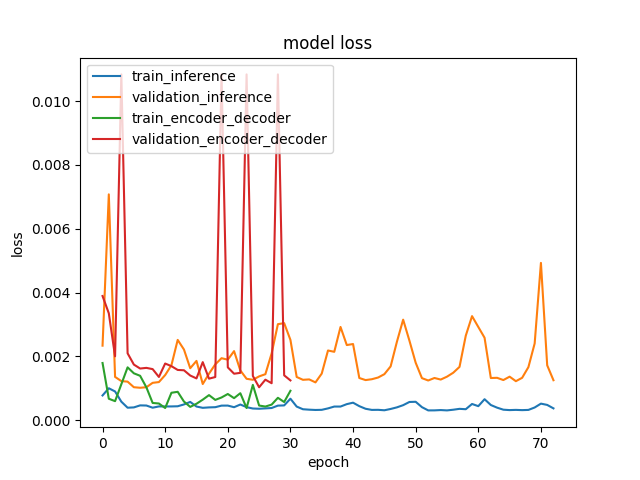 model loss
train_inference
validation_inference
train_encoder_decoder
validation_encoder_decoder
loss
0.010
0.008
0.006
0.004
0.002
0.000
0 10 20 30 40 50 60 70
epoch